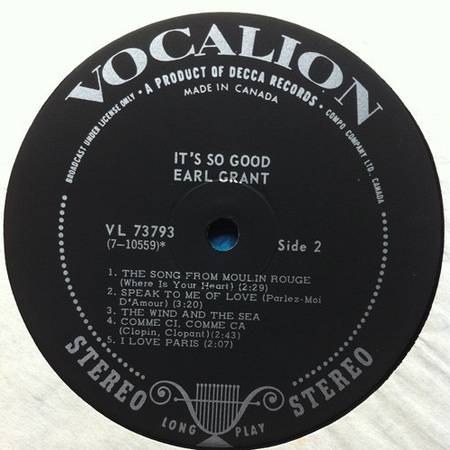 VOCALION
• A PRODUCT OF DECCA RECORDS •
BROADCAST UNDER LICENSE ONLY
MADE IN CANADA
COMPO COMPANY LTD., CANADA
IT'S SO GOOD
EARL GRANT
VL 73793
(7-10559)*
Side 2
1. THE SONG FROM MOULIN ROUGE
(Where Is Your Heart) (2:29)
2. SPEAK TO ME OF LOVE (Parlez-Moi
D'Amour) (3:20)
3. THE WIND AND THE SEA
4. COMME CI, COMME CA
(Clopin, Clopant) (2:43)
5. I LOVE PARIS (2:07)
STEREO
LONG PLAY
STEREO